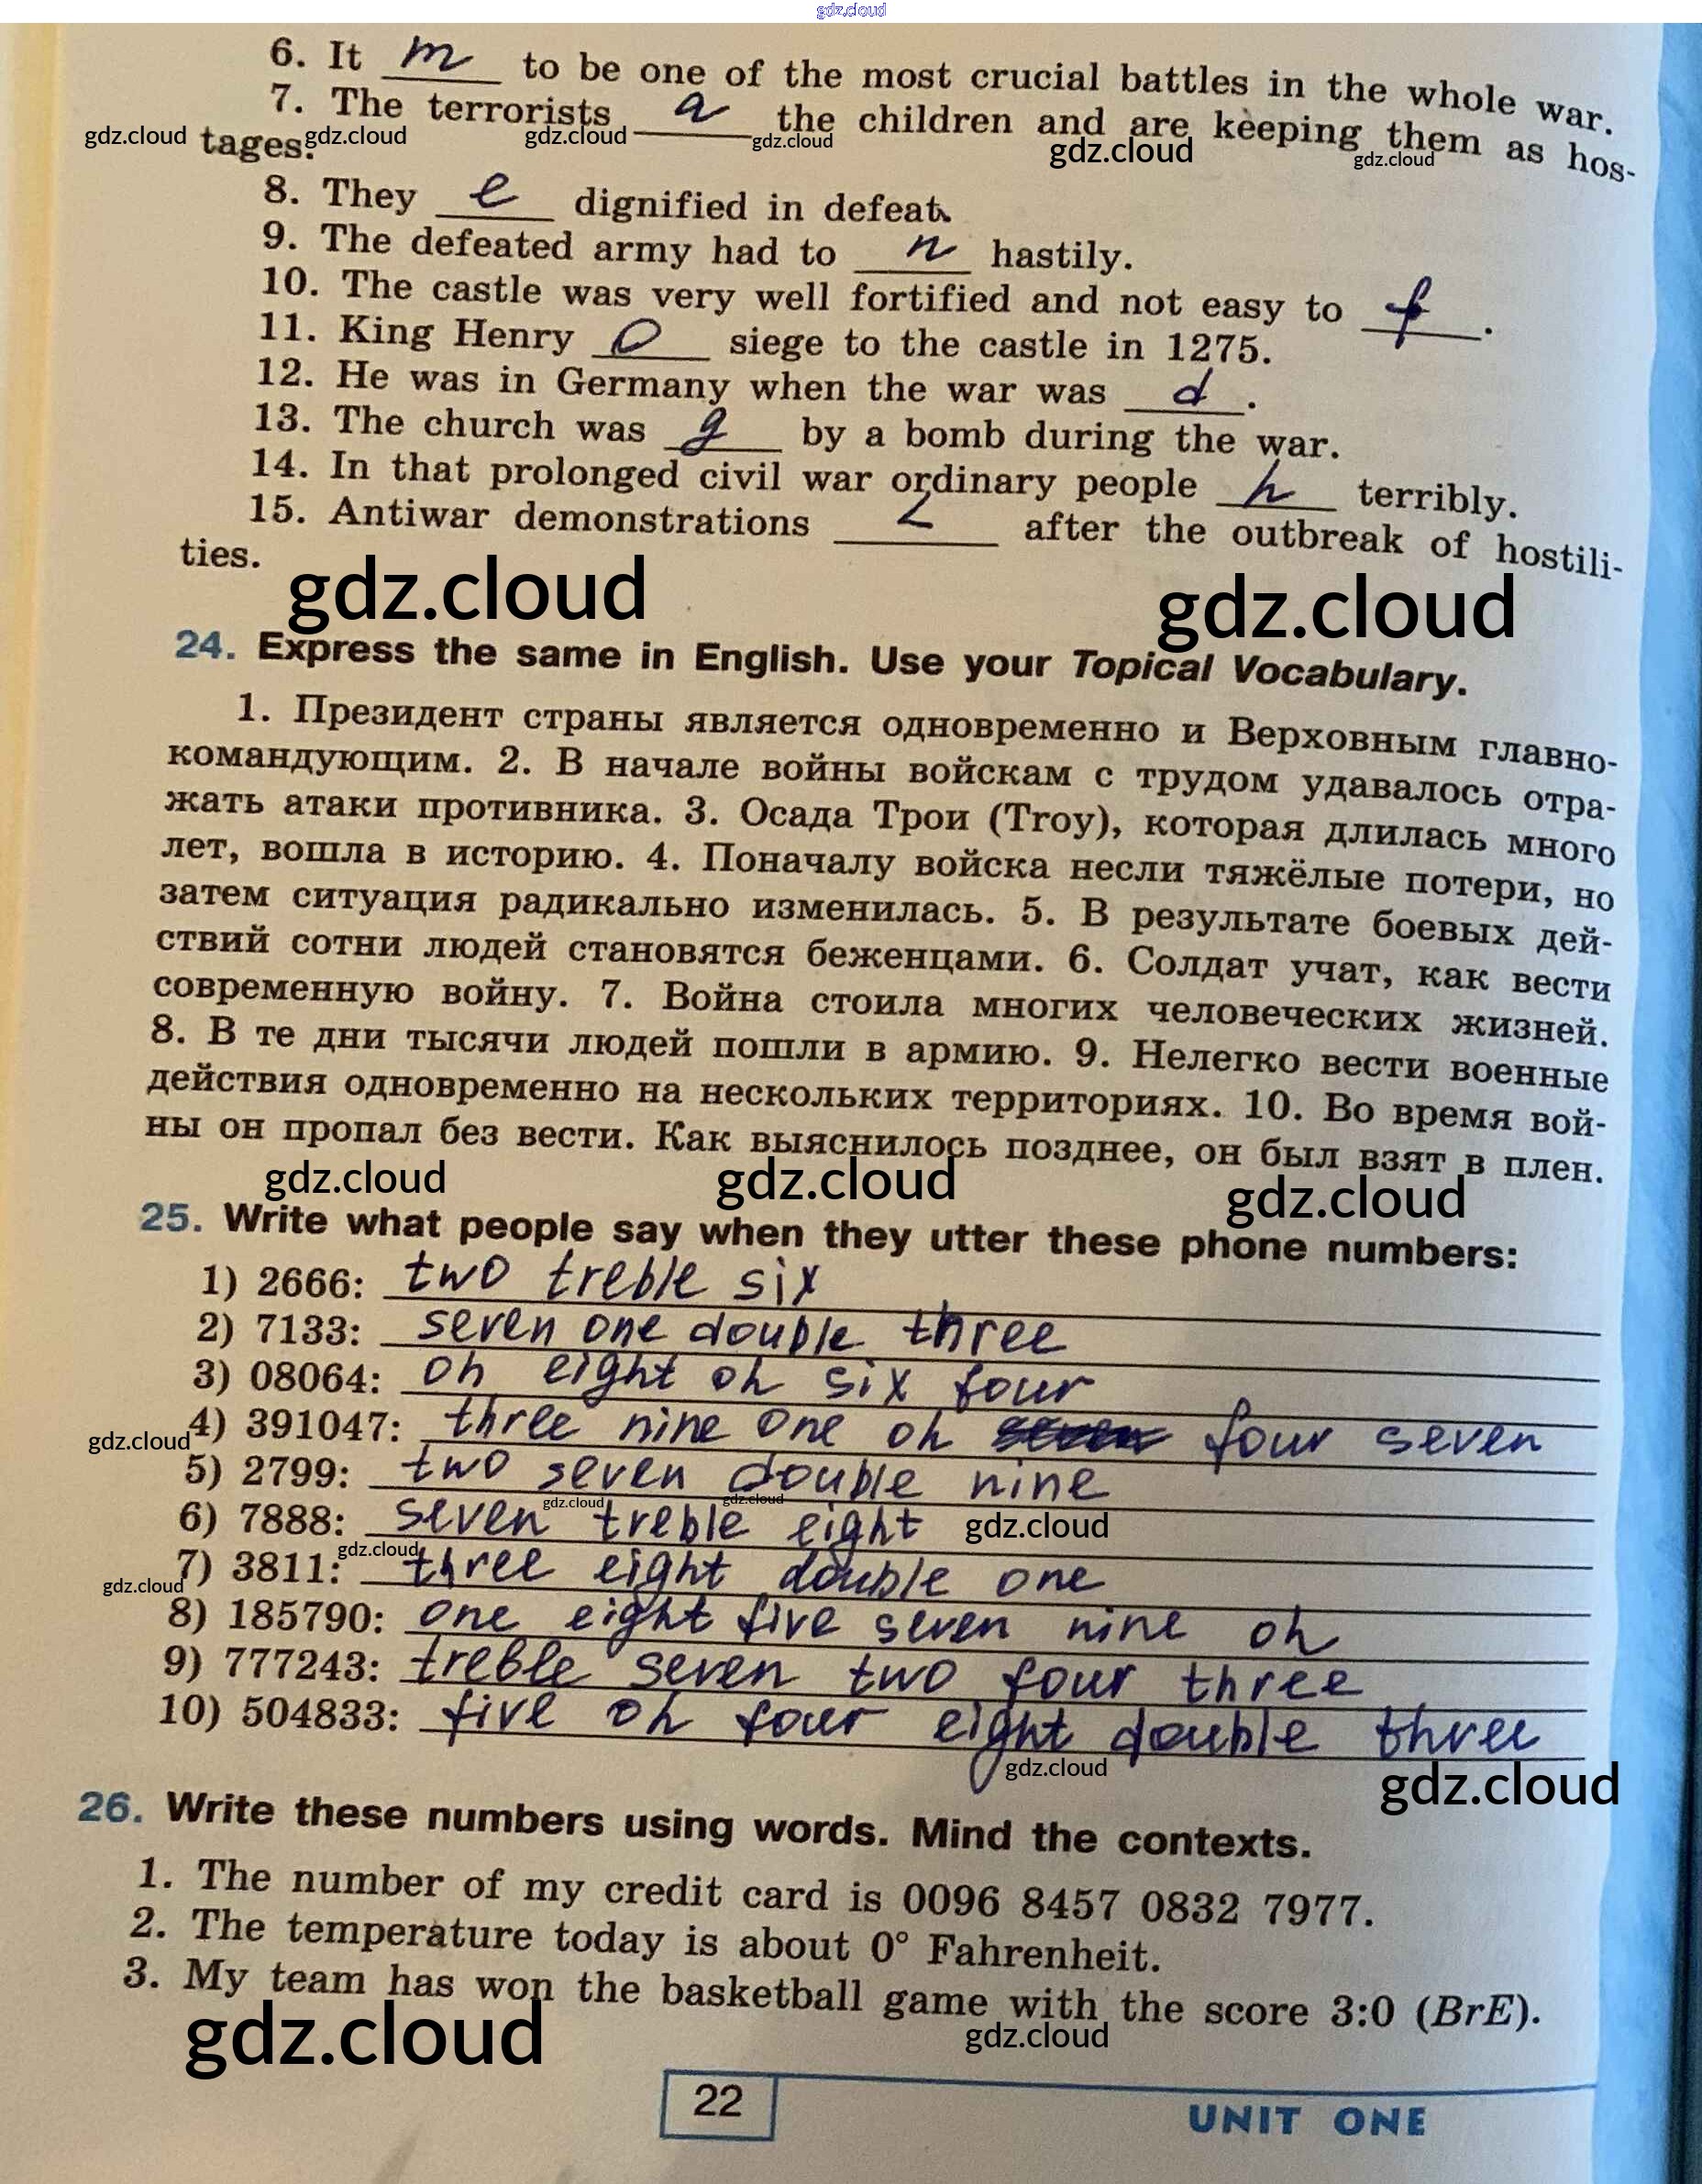 gdz.cloud
6. It m to be one of the most crucial battles in the whole war.
7. The terrorists a the children and are keeping them as hos-
gdz.cloud tages. gdz.cloud gdz.cloud gdz.cloud gdz.cloud gdz.cloud
8. They e dignified in defeat.
9. The defeated army had to n hastily.
10. The castle was very well fortified and not easy to f.
11. King Henry o siege to the castle in 1275.
12. He was in Germany when the war was d.
13. The church was g by a bomb during the war.
14. In that prolonged civil war ordinary people h terribly.
15. Antiwar demonstrations after the outbreak of hostili-
ties.
gdz.cloud gdz.cloud
24. Express the same in English. Use your Topical Vocabulary.
1. Президент страны является одновременно и Верховным главно-
командующим. 2. В начале войны войскам с трудом удавалось отра-
жать атаки противника. 3. Осада Трои (Troy), которая длилась много
лет, вошла в историю. 4. Поначалу войска несли тяжёлые потери, но
затем ситуация радикально изменилась. 5. В результате боевых дей-
ствий сотни людей становятся беженцами. 6. Солдат учат, как вести
современную войну. 7. Война стоила многих человеческих жизней.
8. В те дни тысячи людей пошли в армию. 9. Нелегко вести военные
действия одновременно на нескольких территориях. 10. Во время вой-
ны он пропал без вести. Как выяснилось позднее, он был взят в плен.
gdz.cloud gdz.cloud gdz.cloud
25. Write what people say when they utter these phone numbers:
1) 2666: two treble six
2) 7133: seven one double three
3) 08064: oh eight oh six four
gdz.cloud 4) 391047: three nine one oh seven four seven
5) 2799: two seven double nine
gdz.cloud gdz.cloud
6) 7888: seven treble eight gdz.cloud
gdz.cloud
gdz.cloud 7) 3811: three eight double one
8) 185790: one eight five seven nine oh
9) 777243: treble seven two four three
10) 504833: five oh four eight double three
gdz.cloud gdz.cloud
26. Write these numbers using words. Mind the contexts.
1. The number of my credit card is 0096 8457 0832 7977.
2. The temperature today is about 0° Fahrenheit.
3. My team has won the basketball game with the score 3:0 (BrE).
gdz.cloud gdz.cloud
22
UNIT ONE